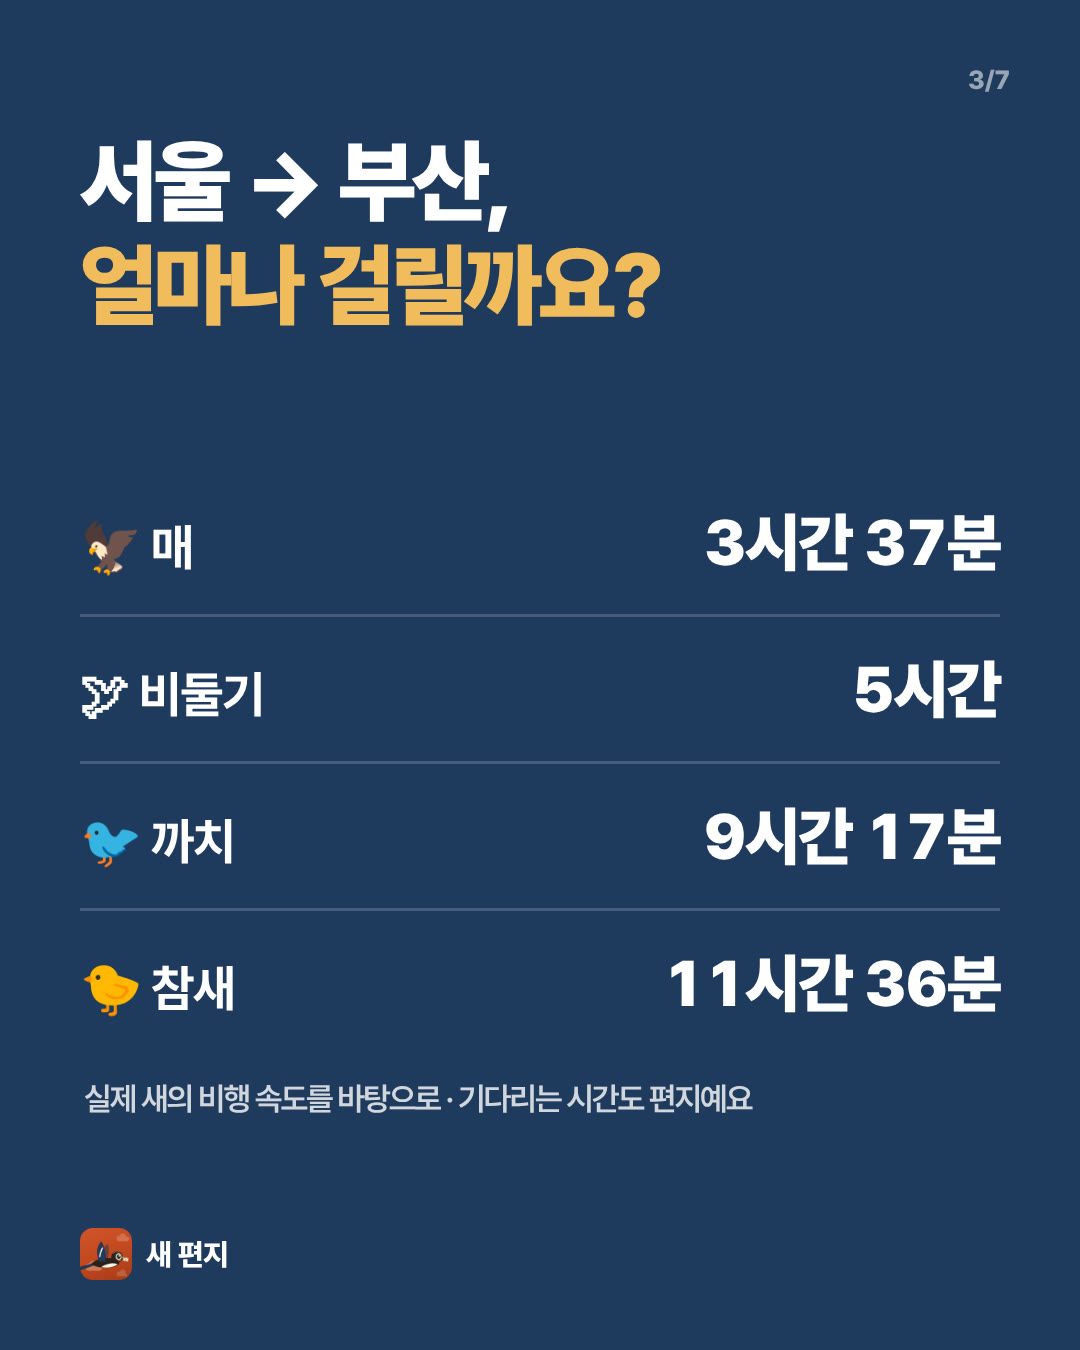 3/7
서울 → 부산,
얼마나 걸릴까요?
매 3시간 37분
비둘기 5시간
까치 9시간 17분
참새 11시간 36분
실제 새의 비행 속도를 바탕으로 · 기다리는 시간도 편지예요
새 편지